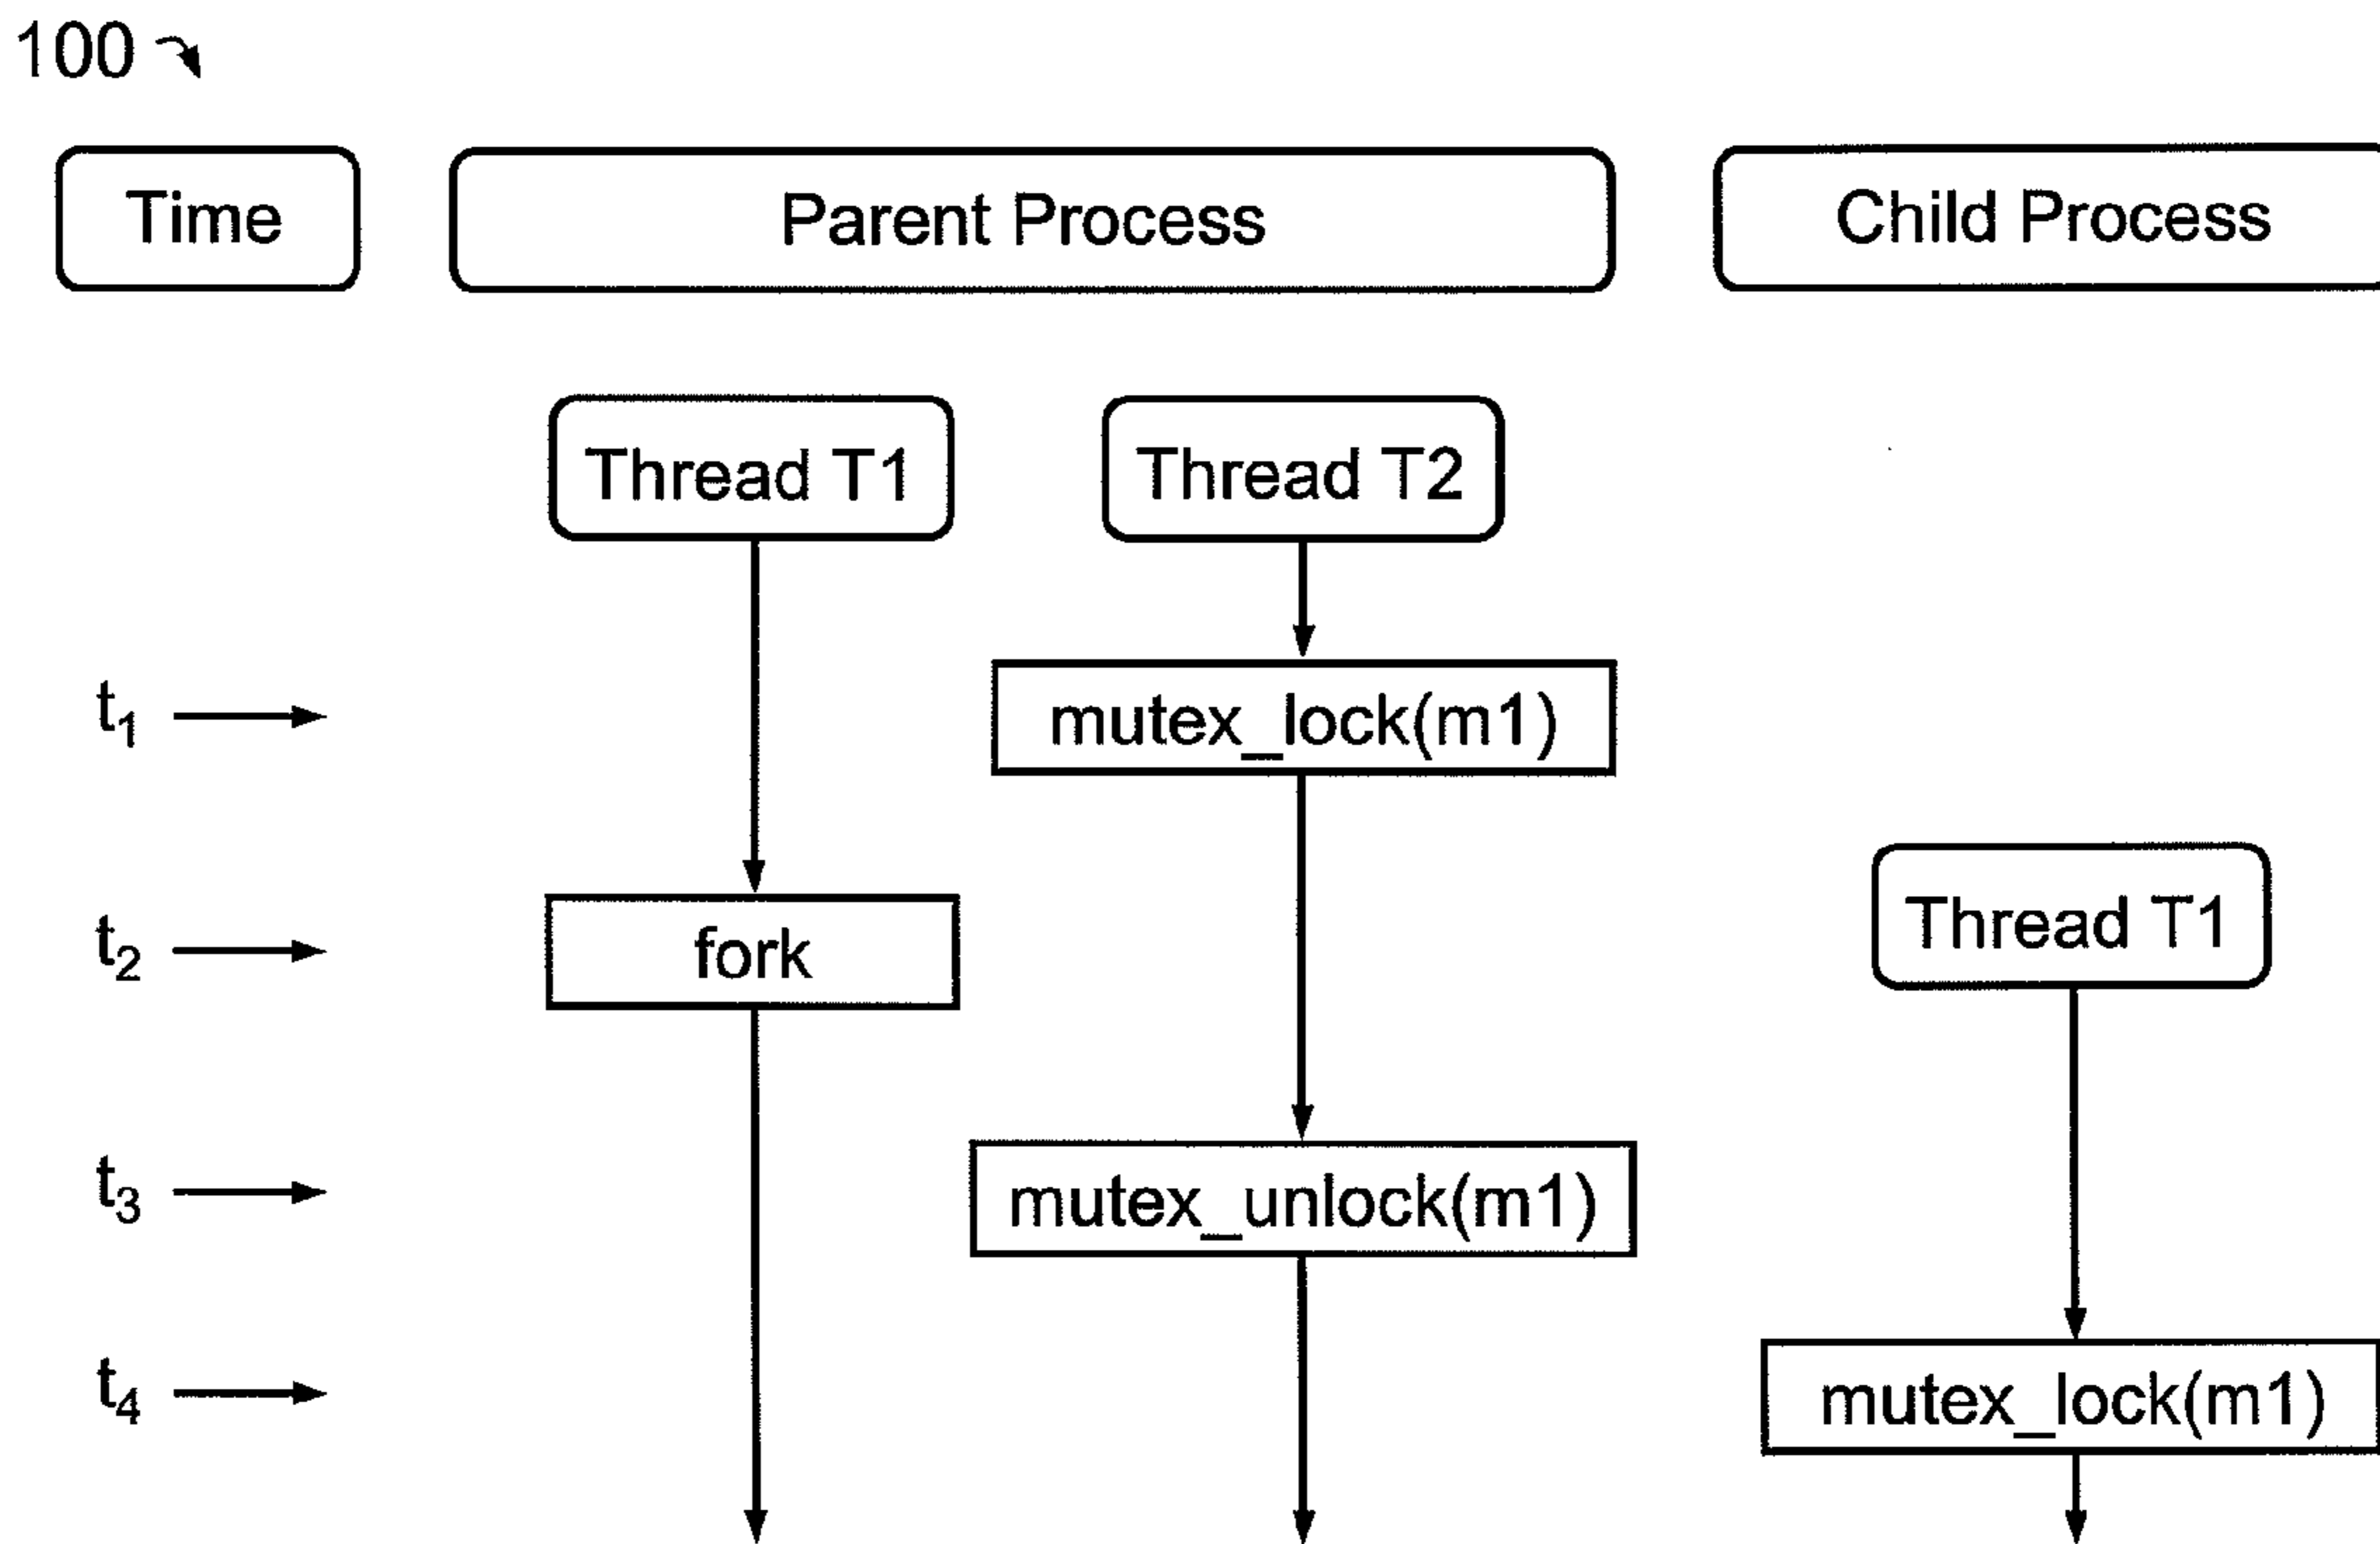 100
Time
Parent Process
Child Process
Thread T1
Thread T2
t1
mutex_lock(m1)
t2
fork
Thread T1
t3
mutex_unlock(m1)
t4
mutex_lock(m1)